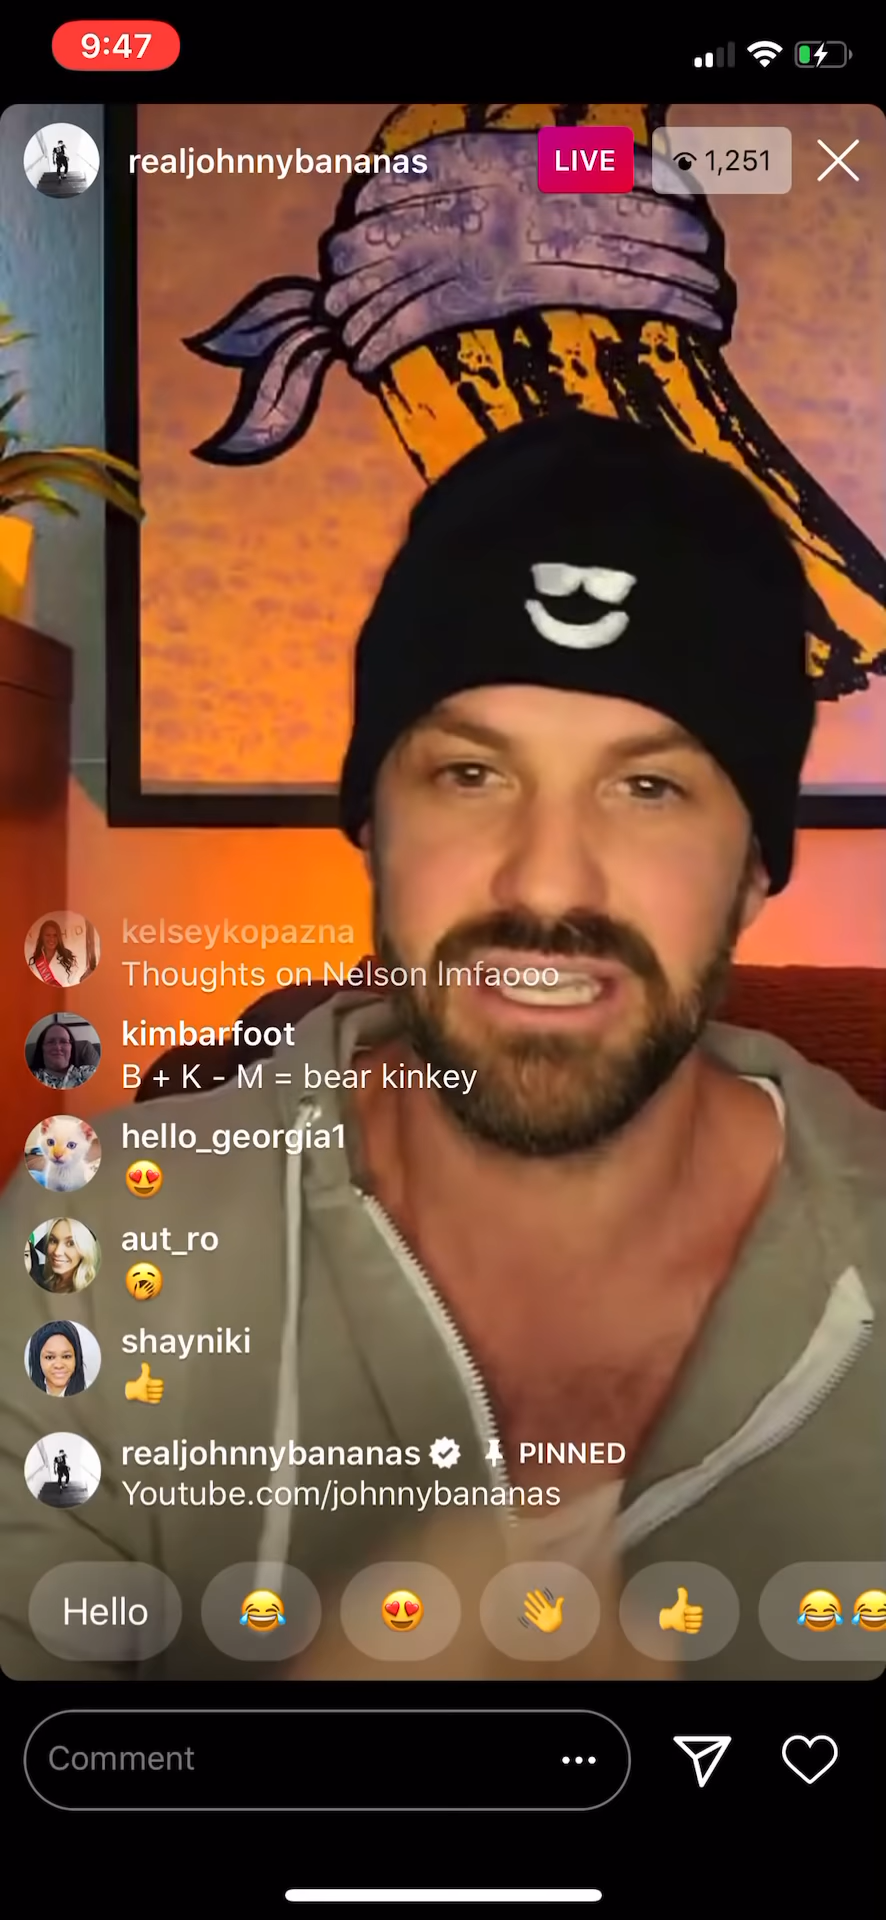 9:47
realjohnnybananas LIVE 1,251
kelseykopazna
Thoughts on Nelson lmfaooo
kimbarfoot
B + K - M = bear kinkey
hello_georgia1
😍
aut_ro
🥱
shayniki
👍
realjohnnybananas PINNED
Youtube.com/johnnybananas
Hello 😂 😍 👋 👍 😂😂
Comment